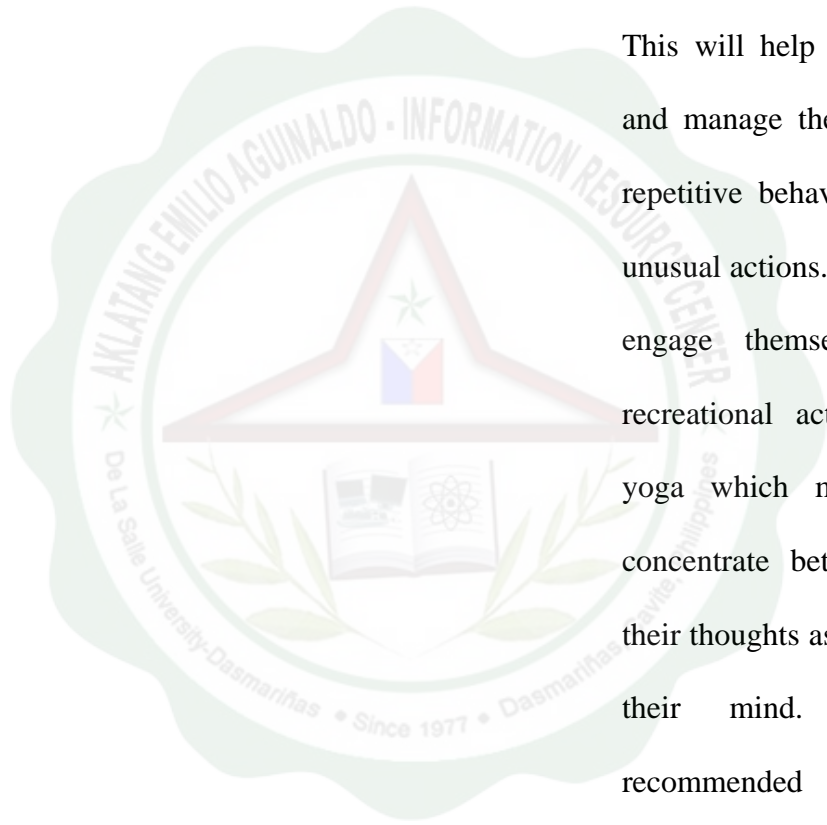 This will help
and manage the
repetitive behav
unusual actions.
engage themse
recreational act
yoga which m
concentrate bet
their thoughts as
their mind.
recommended
AKLATANG EMILIO AGUINALDO - INFORMATION RESOURCE CENTER
De La Salle University-Dasmariñas • Since 1977 • Dasmariñas, Cavite, Philippines